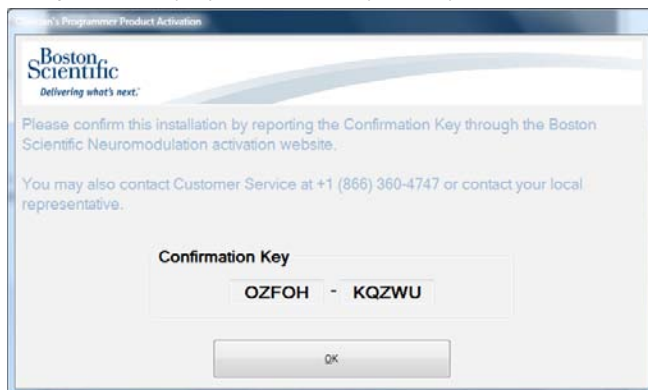 Clinician's Programmer Product Activation
Boston
Scientific
Delivering what's next.™
Please confirm this installation by reporting the Confirmation Key through the Boston
Scientific Neuromodulation activation website.
You may also contact Customer Service at +1 (866) 360-4747 or contact your local
representative.
Confirmation Key
OZFOH - KQZWU
OK